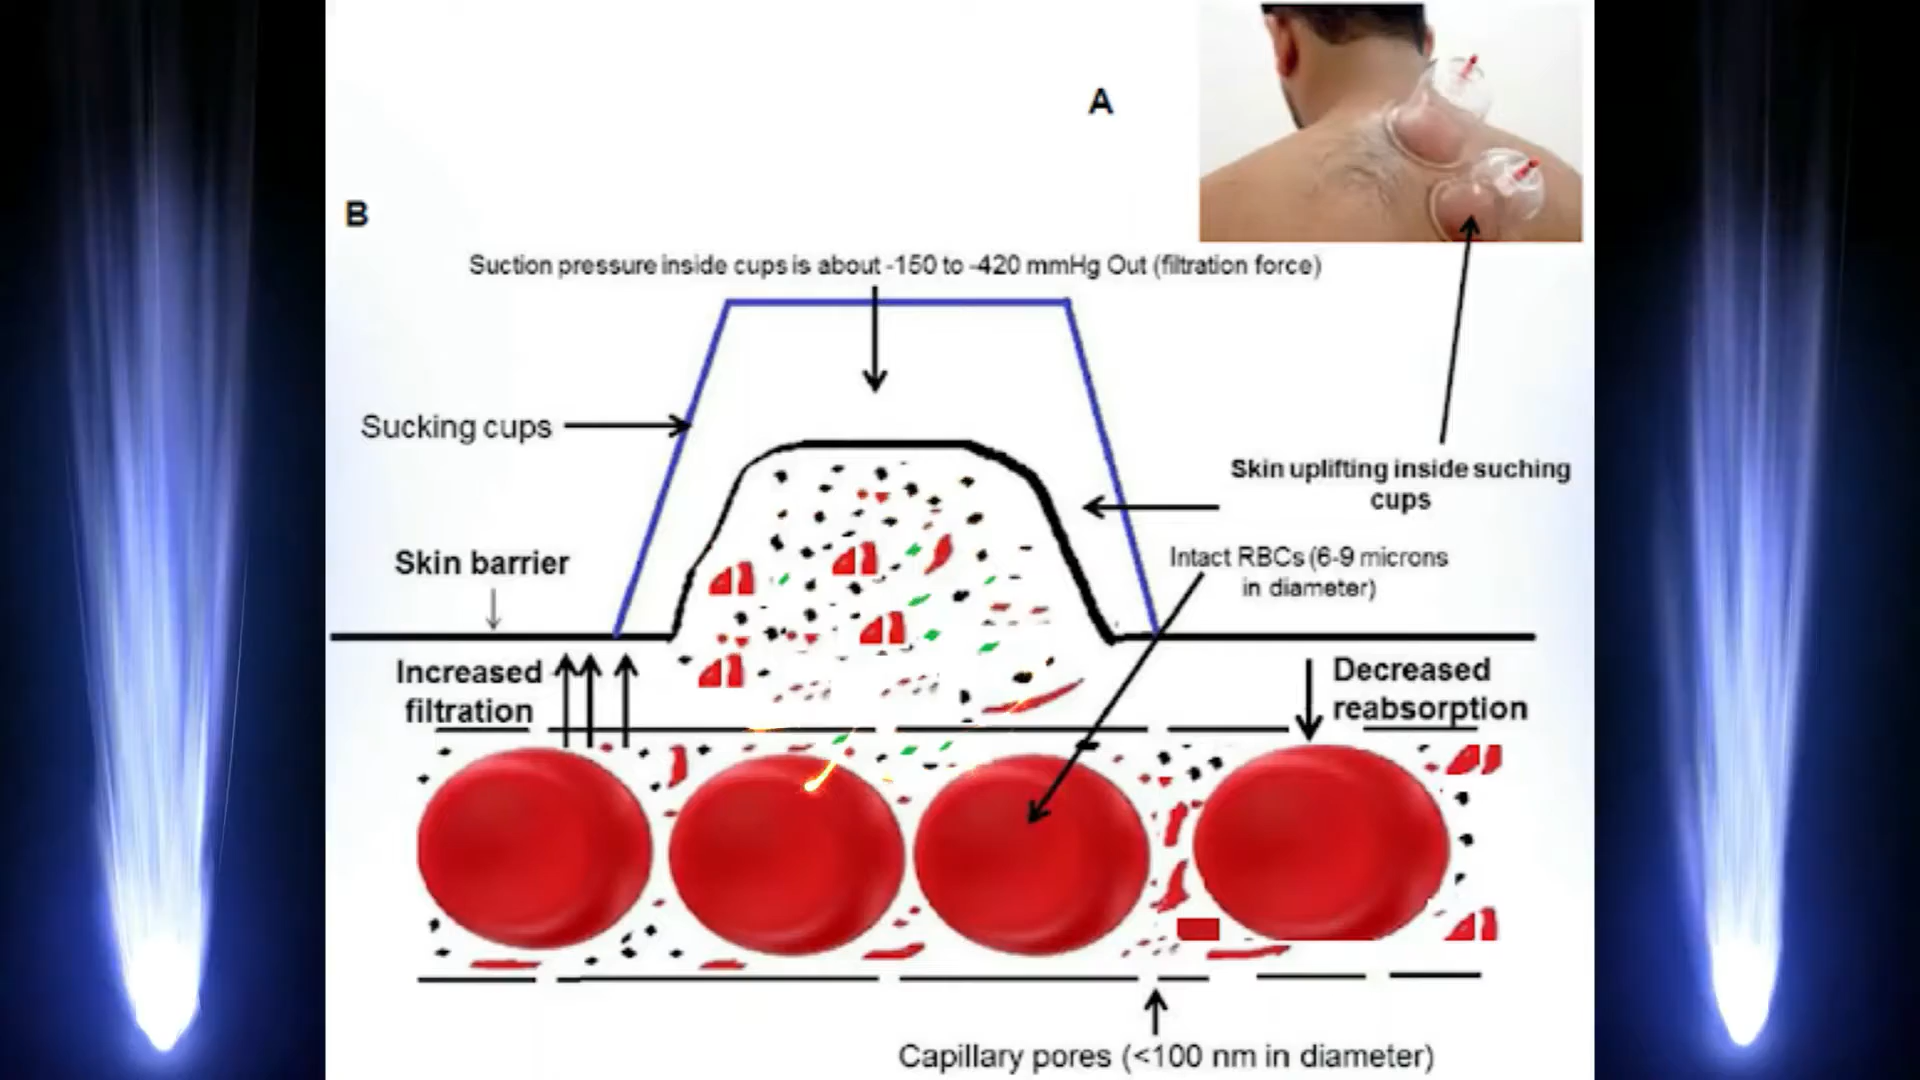 A
B
Suction pressure inside cups is about -150 to -420 mmHg Out (filtration force)
Sucking cups
Skin uplifting inside suching
cups
Skin barrier
Intact RBCs (6-9 microns
in diameter)
Increased
filtration
Decreased
reabsorption
Capillary pores (<100 nm in diameter)